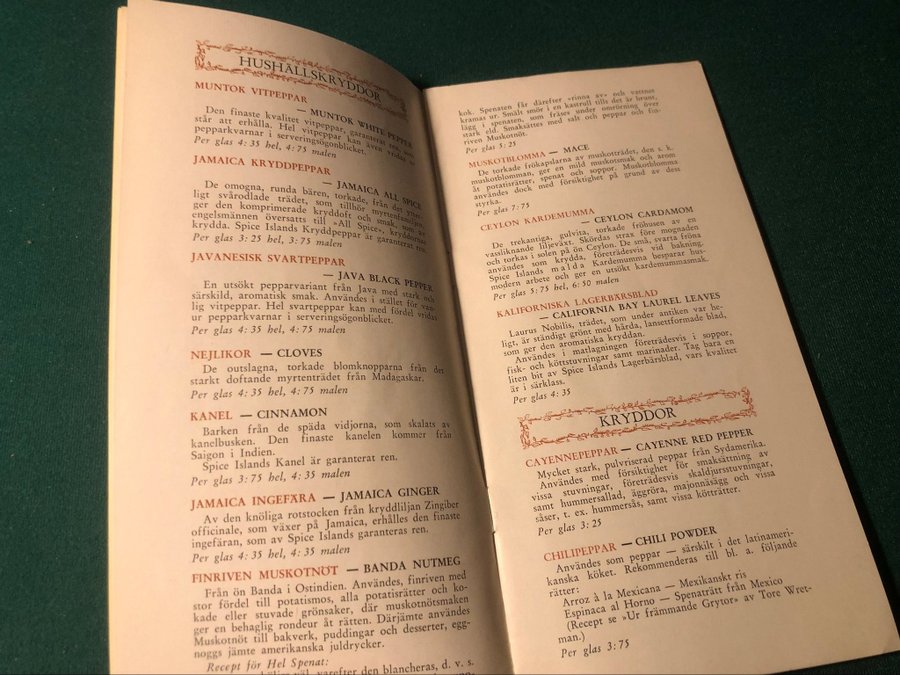 HUSHÅLLSKRYDDOR
MUNTOK VITPEPPAR
— MUNTOK WHITE PEPPER
Den finaste kvalitet vitpeppar, garanterat ren, som
står att erhålla. Hel vitpeppar kan även vridas ur
pepparkvarnar i serveringsögonblicket.
Per glas 4: 35 hel, 4: 75 malen
JAMAICA KRYDDPEPPAR
— JAMAICA ALL SPICE
De omogna, runda bären, torkade, från det ytter-
ligt svårodlade trädet, som tillhör myrtenfamiljen,
ger den komprimerade kryddoft och smak, som av
engelsmännen översatts till »All Spice», kryddornas
krydda. Spice Islands Kryddpeppar är garanterat ren.
Per glas 3: 25 hel, 3: 75 malen
JAVANESISK SVARTPEPPAR
— JAVA BLACK PEPPER
En utsökt pepparvariant från Java med stark och
särskild, aromatisk smak. Användes i stället för van-
lig vitpeppar. Hel svartpeppar kan med fördel vridas
ur pepparkvarnar i serveringsögonblicket.
Per glas 4: 35 hel, 4: 75 malen
NEJLIKOR — CLOVES
De outslagna, torkade blomknopparna från det
starkt doftande myrtenträdet från Madagaskar.
Per glas 4: 35 hel, 4: 75 malen
KANEL — CINNAMON
Barken från de späda vidjorna, som skalats av
kanelbusken. Den finaste kanelen kommer från
Saigon i Indien.
Spice Islands Kanel är garanterat ren.
Per glas 3: 75 hel, 4: 35 malen
JAMAICA INGEFÄRA — JAMAICA GINGER
Av den knöliga rotstocken från kryddliljan Zingiber
officinale, som växer på Jamaica, erhålles den finaste
ingefäran, som av Spice Islands garanteras ren.
Per glas 4: 35 hel, 4: 35 malen
FINRIVEN MUSKOTNÖT — BANDA NUTMEG
Från ön Banda i Ostindien. Användes, finriven med
stor fördel till potatismos, alla potatisrätter och ko-
kade eller stuvade grönsaker, där muskotnötsmaken
ger en behaglig rondeur åt rätten. Därjämte användes
Muskotnöt till bakverk, puddingar och desserter, egg-
noggs jämte amerikanska juldrycker.
Recept för Hel Spenat:
väl, varefter den blancheras, d. v. s.
kok. Spenaten får därefter »rinna av» och vattnet
kramas ur. Smält smör i en kastrull tills det är brunt,
lägg i spenaten, som fräses under omröring över
stark eld. Smaksättes med salt och peppar och fin-
riven Muskotnöt.
Per glas 5: 25
MUSKOTBLOMMA — MACE
De torkade frökapslarna av muskotträdet, den s. k.
muskotblomman, ger en mild muskotsmak och arom
åt potatisrätter, spenat och soppor. Muskotblomma
användes dock med försiktighet på grund av dess
styrka.
Per glas 7: 75
CEYLON KARDEMUMMA
— CEYLON CARDAMOM
De trekantiga, gulvita, torkade fröhusen av en
vassliknande liljeväxt. Skördas strax före mognaden
och torkas i solen på ön Ceylon. De små, svarta fröna
användes som krydda, företrädesvis vid bakning.
Spice Islands malda Kardemumma besparar hus-
modern arbete och ger en utsökt kardemummasmak.
Per glas 5: 75 hel, 6: 50 malen
KALIFORNISKA LAGERBÄRSBLAD
— CALIFORNIA BAY LAUREL LEAVES
Laurus Nobilis, trädet, som under antiken var he-
ligt, är ständigt grönt med hårda, lansettformade blad,
som ger den aromatiska kryddan.
Användes i matlagningen företrädesvis i soppor,
fisk- och köttstuvningar samt marinader. Tag bara en
liten bit av Spice Islands Lagerbärsblad, vars kvalitet
är i särklass.
Per glas 4: 35
KRYDDOR
CAYENNEPEPPAR — CAYENNE RED PEPPER
Mycket stark, pulvriserad peppar från Sydamerika.
Användes med försiktighet för smaksättning av
vissa stuvningar, företrädesvis skaldjursstuvningar,
samt hummersallad, äggröra, majonnäsägg och vissa
såser, t. ex. hummersås, samt vissa kötträtter.
Per glas 3: 25
CHILIPEPPAR — CHILI POWDER
Användes som peppar — särskilt i det latinameri-
kanska köket. Rekommenderas till bl. a. följande
rätter:
Arroz à la Mexicana — Mexikanskt ris
Espinaca al Horno — Spenaträtt från Mexico
(Recept se »Ur främmande Grytor» av Tore Wret-
man.)
Per glas 3: 75